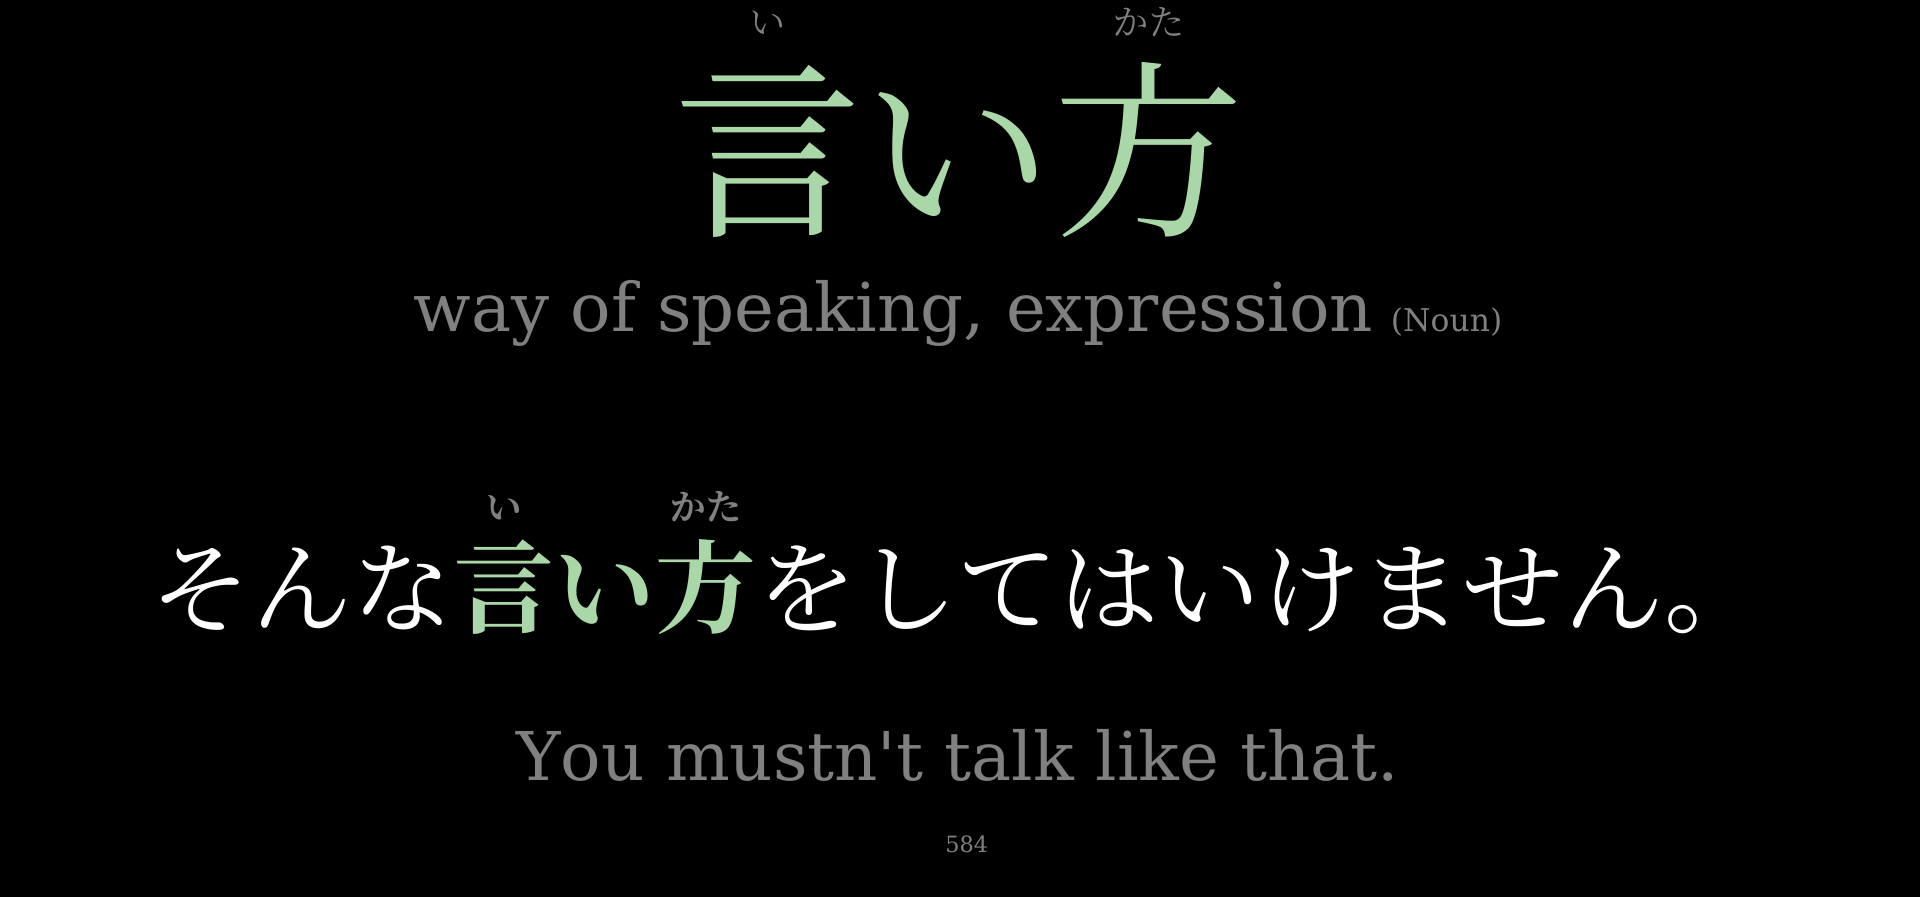 い かた
言い方
way of speaking, expression (Noun)
い かた
そんな言い方をしてはいけません。
You mustn't talk like that.
584